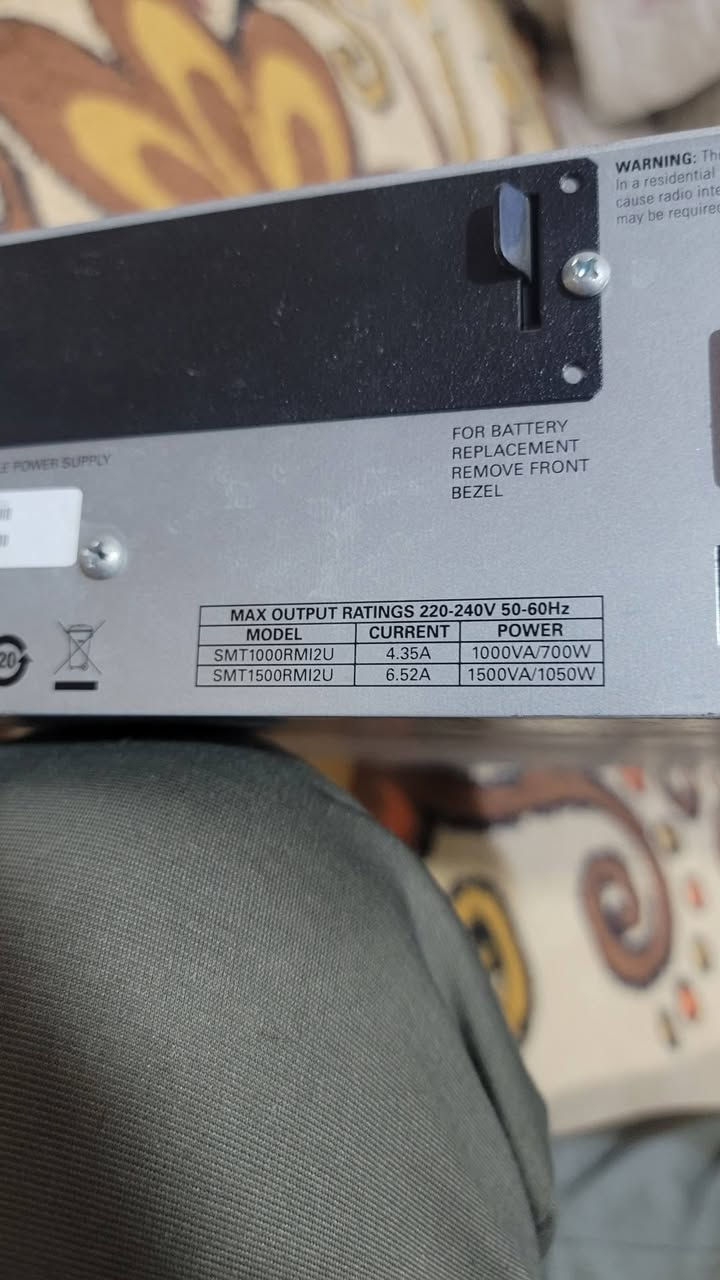 WARNING: Th
In a residential
cause radio inte
may be required
FOR BATTERY
REPLACEMENT
REMOVE FRONT
BEZEL
POWER SUPPLY
20
MAX OUTPUT RATINGS 220-240V 50-60Hz
MODEL CURRENT POWER
SMT1000RMI2U 4.35A 1000VA/700W
SMT1500RMI2U 6.52A 1500VA/1050W